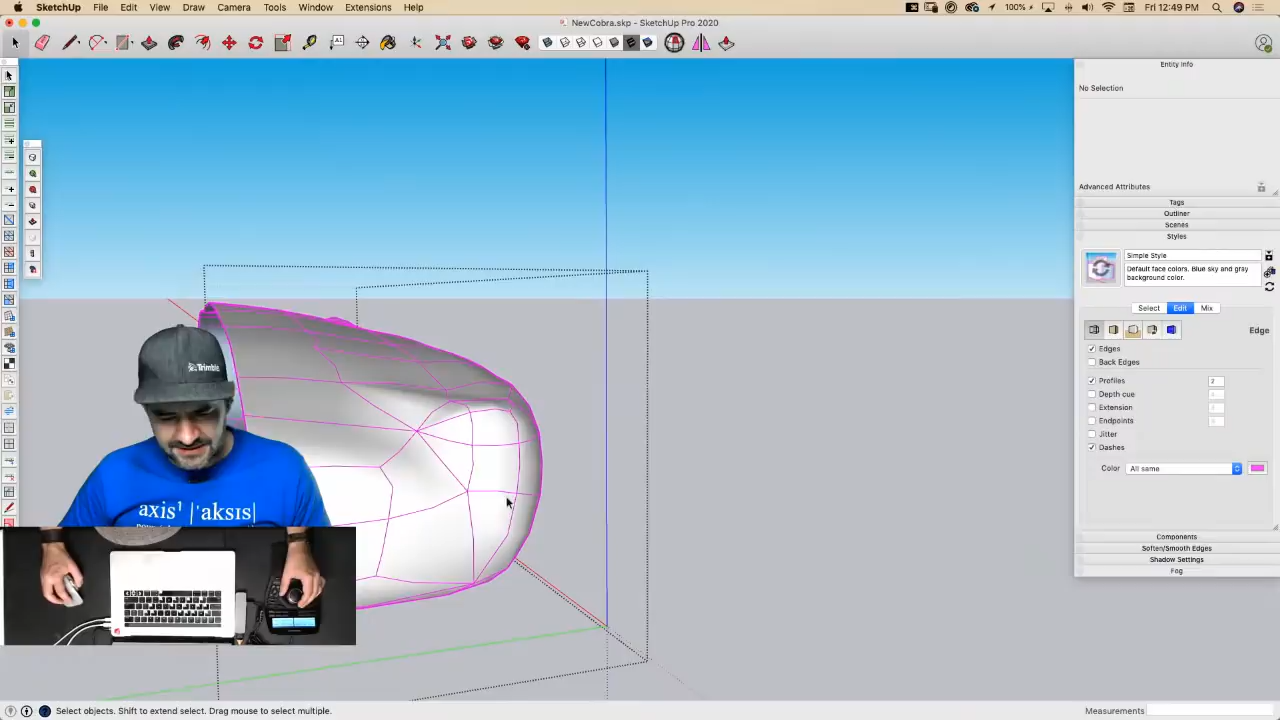 SketchUp File Edit View Draw Camera Tools Window Extensions Help
100% Fri 12:49 PM
NewCobra.skp - SketchUp Pro 2020
Entity Info
No Selection
Advanced Attributes
Tags
Outliner
Scenes
Styles
Simple Style
Default face colors. Blue sky and gray
background color.
Select Edit Mix
Edge
Edges
Back Edges
Profiles 2
Depth cue
Extension
Endpoints
Jitter
Dashes
Color All same
Components
Soften/Smooth Edges
Shadow Settings
Fog
Trimble
axis¹ |ˈaksɪs|
Select objects. Shift to extend select. Drag mouse to select multiple.
Measurements